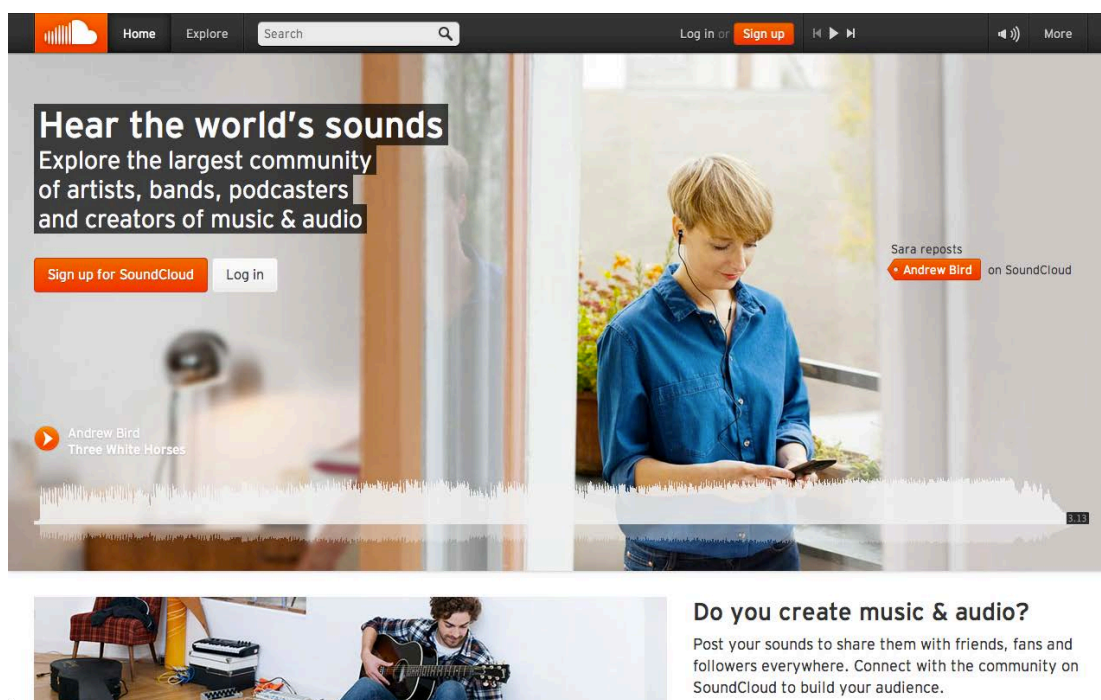 Home Explore Search Log in or Sign up More
Hear the world's sounds
Explore the largest community
of artists, bands, podcasters
and creators of music & audio
Sign up for SoundCloud Log in
Sara reposts
• Andrew Bird on SoundCloud
Andrew Bird
Three White Horses
3.13
Do you create music & audio?
Post your sounds to share them with friends, fans and
followers everywhere. Connect with the community on
SoundCloud to build your audience.